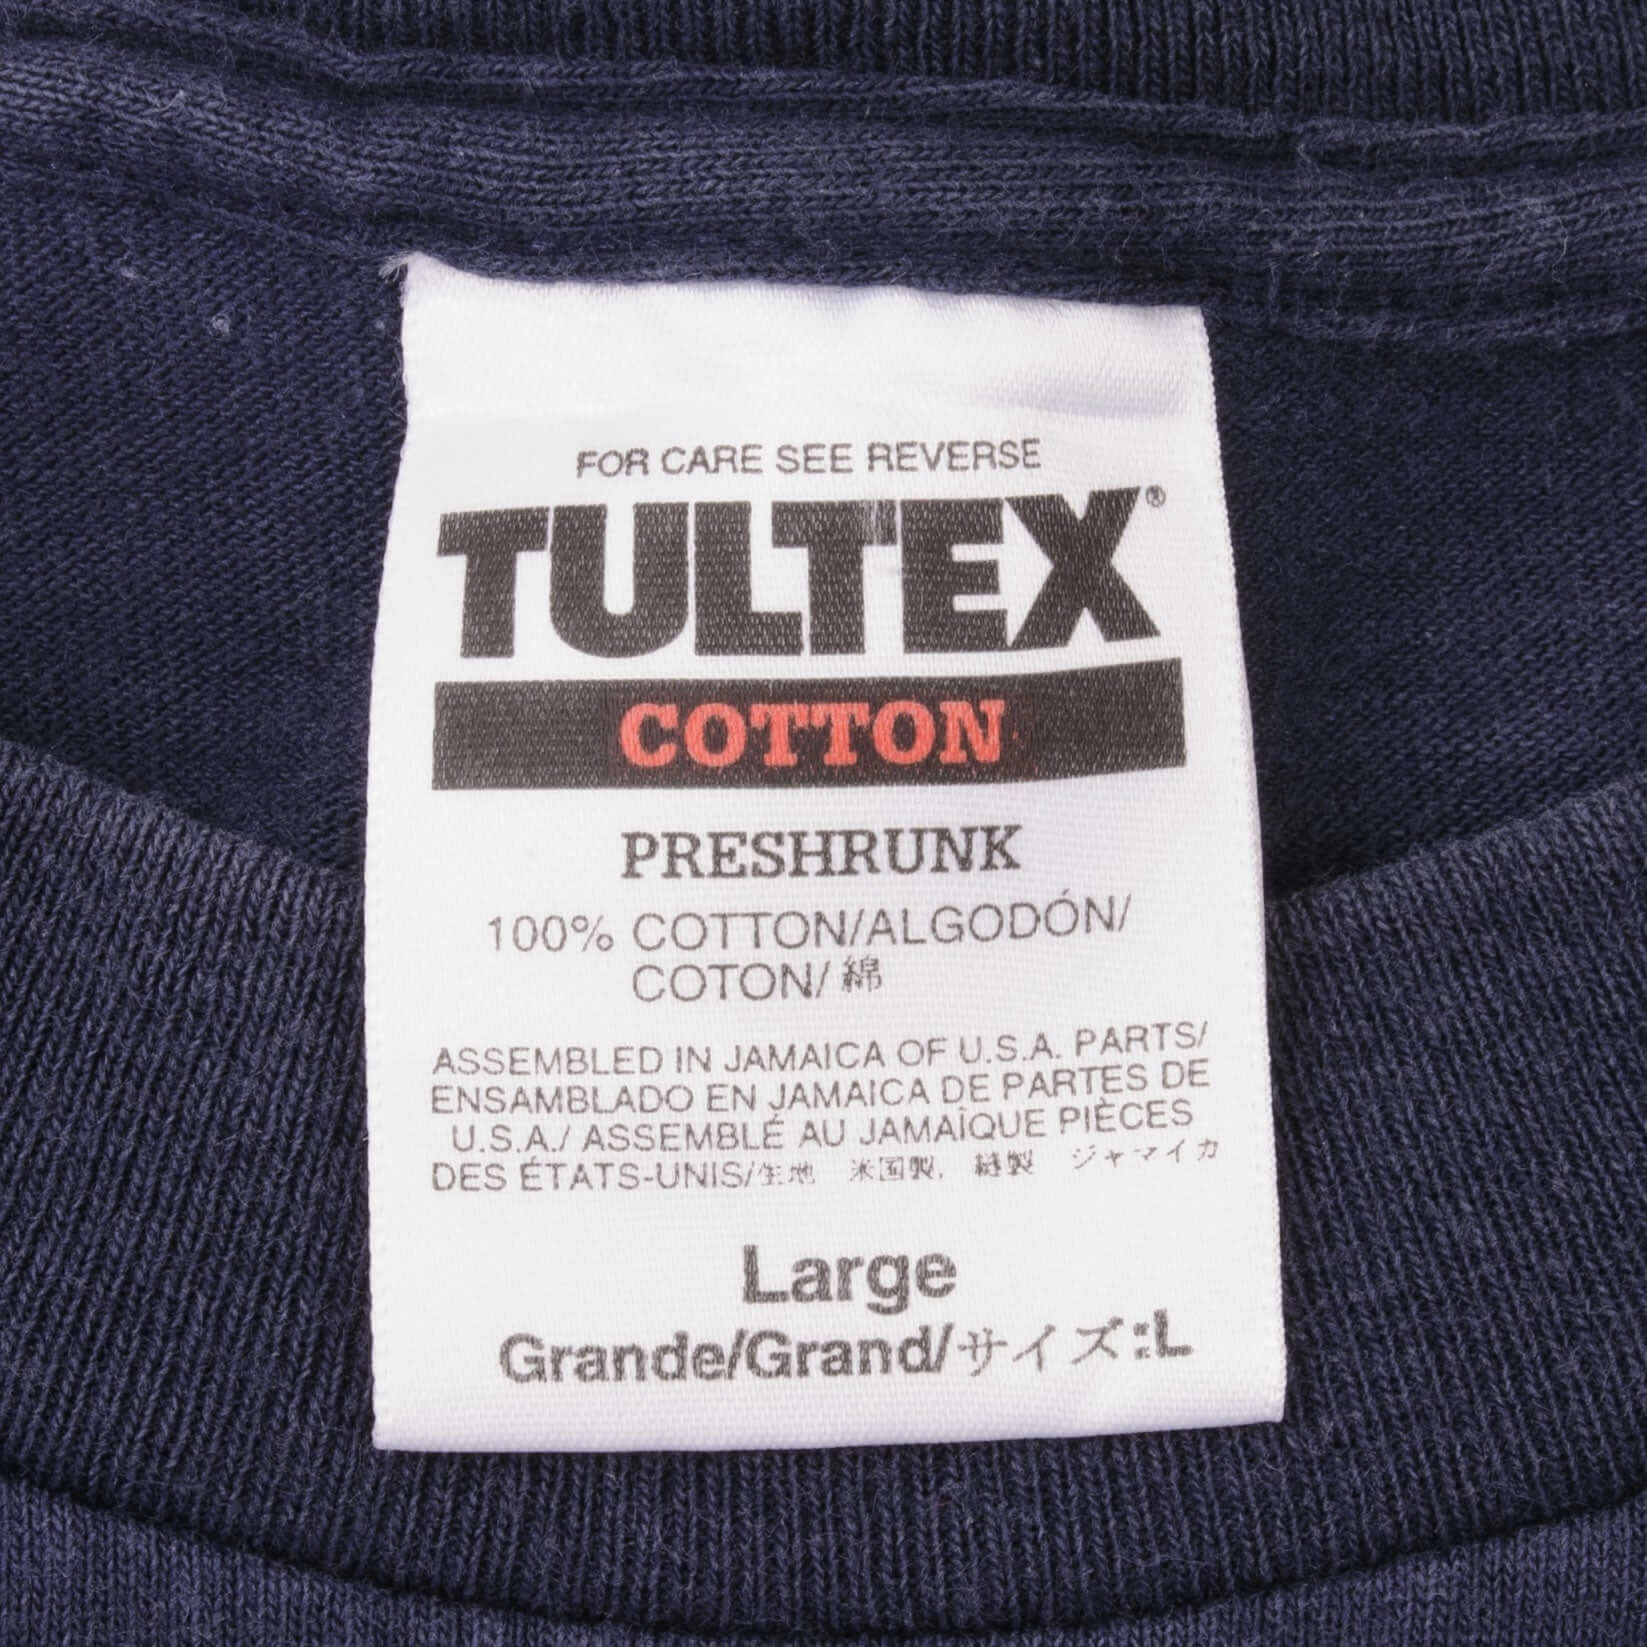 FOR CARE SEE REVERSE
TULTEX®
COTTON
PRESHRUNK
100% COTTON/ALGODÓN/
COTON/ 綿
ASSEMBLED IN JAMAICA OF U.S.A. PARTS/
ENSAMBLADO EN JAMAICA DE PARTES DE
U.S.A./ ASSEMBLÉ AU JAMAÏQUE PIÈCES
DES ÉTATS-UNIS/生地 米国製. 縫製 ジャマイカ
Large
Grande/Grand/サイズ:L